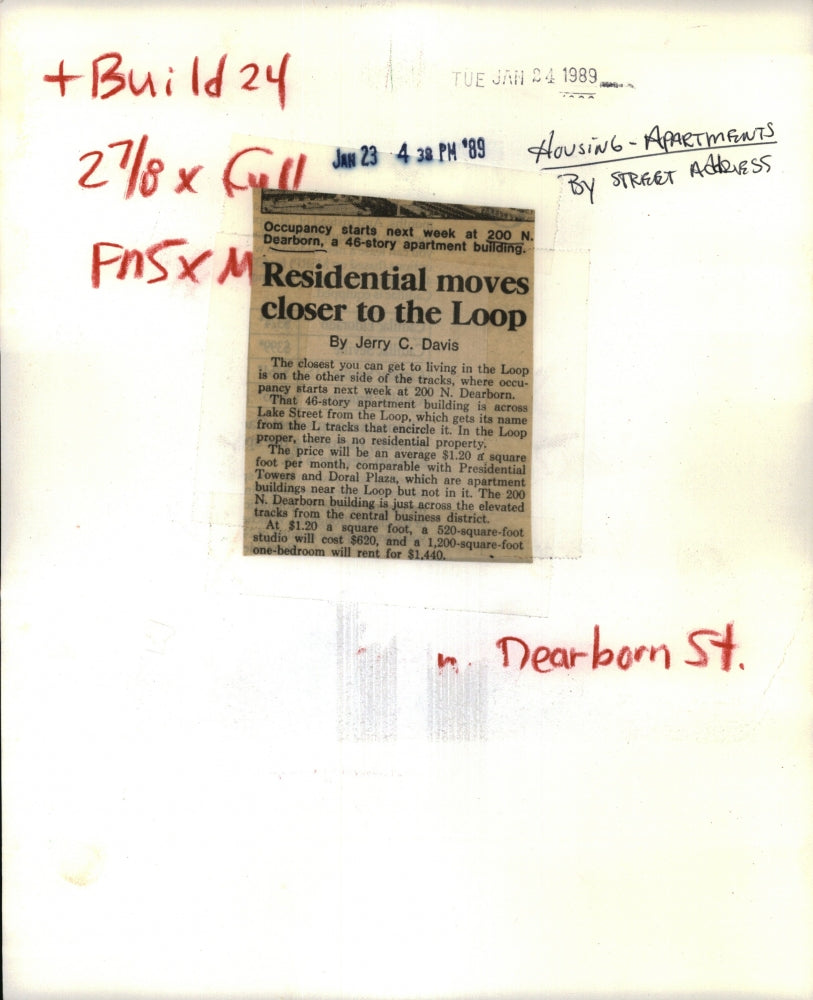 +Build 24
TUE JAN 24 1989
JAN 23 4 38 PM '89
HOUSING - APARTMENTS
BY STREET ADDRESS
2 7/8 x Full
FNS x M
Occupancy starts next week at 200 N.
Dearborn, a 46-story apartment building.
Residential moves
closer to the Loop
By Jerry C. Davis
The closest you can get to living in the Loop
is on the other side of the tracks, where occu-
pancy starts next week at 200 N. Dearborn.
That 46-story apartment building is across
Lake Street from the Loop, which gets its name
from the L tracks that encircle it. In the Loop
proper, there is no residential property.
The price will be an average $1.20 a square
foot per month, comparable with Presidential
Towers and Doral Plaza, which are apartment
buildings near the Loop but not in it. The 200
N. Dearborn building is just across the elevated
tracks from the central business district.
At $1.20 a square foot, a 520-square-foot
studio will cost $620, and a 1,200-square-foot
one-bedroom will rent for $1,440.
n. Dearborn St.